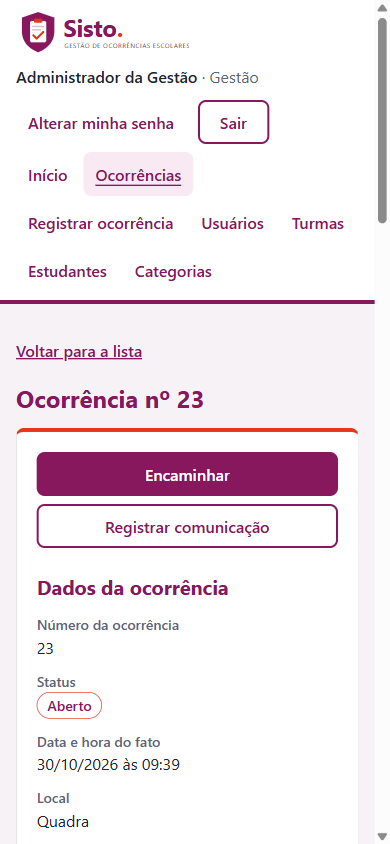 Sisto.
GESTÃO DE OCORRÊNCIAS ESCOLARES
Administrador da Gestão · Gestão
Alterar minha senha
Sair
Início
Ocorrências
Registrar ocorrência
Usuários
Turmas
Estudantes
Categorias
Voltar para a lista
Ocorrência nº 23
Encaminhar
Registrar comunicação
Dados da ocorrência
Número da ocorrência
23
Status
Aberto
Data e hora do fato
30/10/2026 às 09:39
Local
Quadra